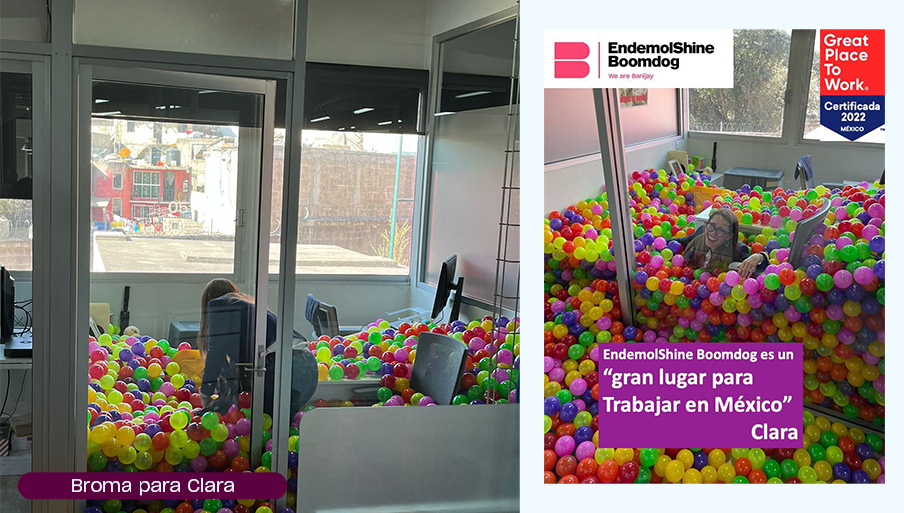 Broma para Clara
EndemolShine
Boomdog
We are Banijay
Great
Place
To
Work®
Certificada
2022
MÉXICO
EndemolShine Boomdog es un
“gran lugar para
Trabajar en México”
Clara